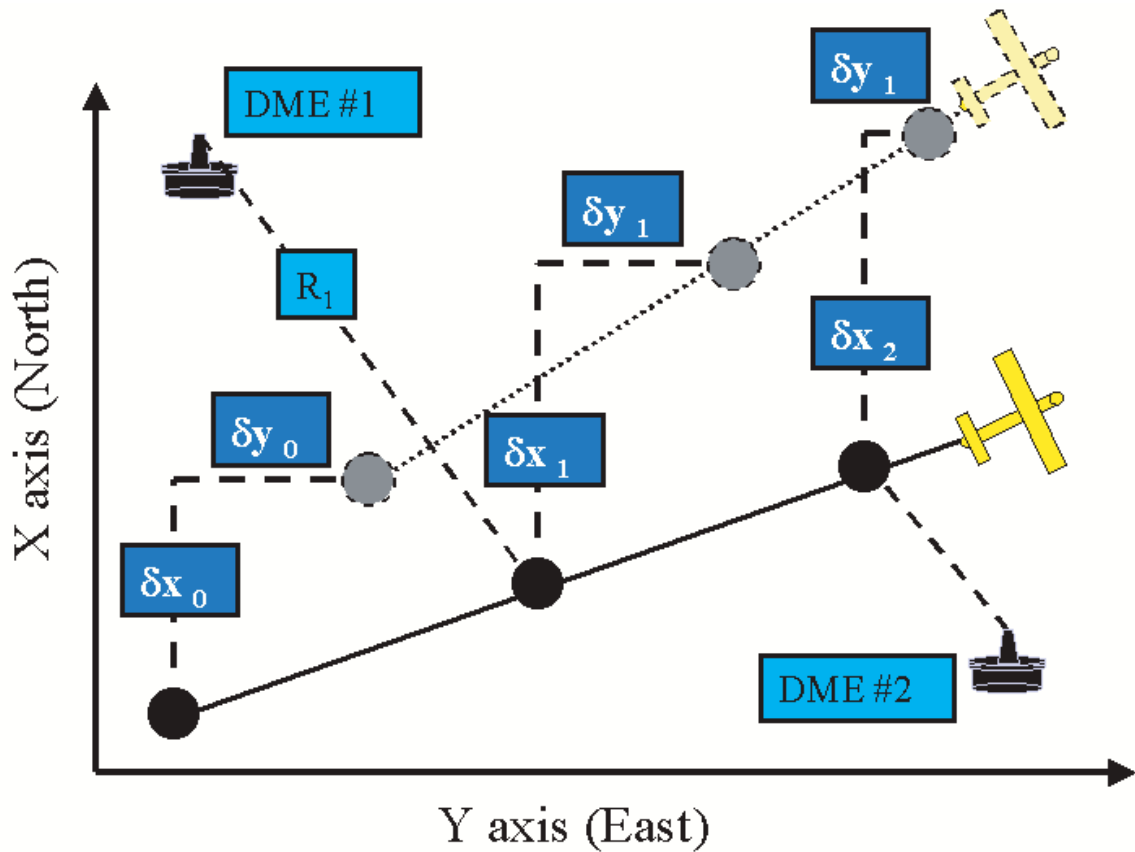 δy 1
DME #1
δy 1
R1
δx 2
δy 0
δx 1
δx 0
DME #2
X axis (North)
Y axis (East)